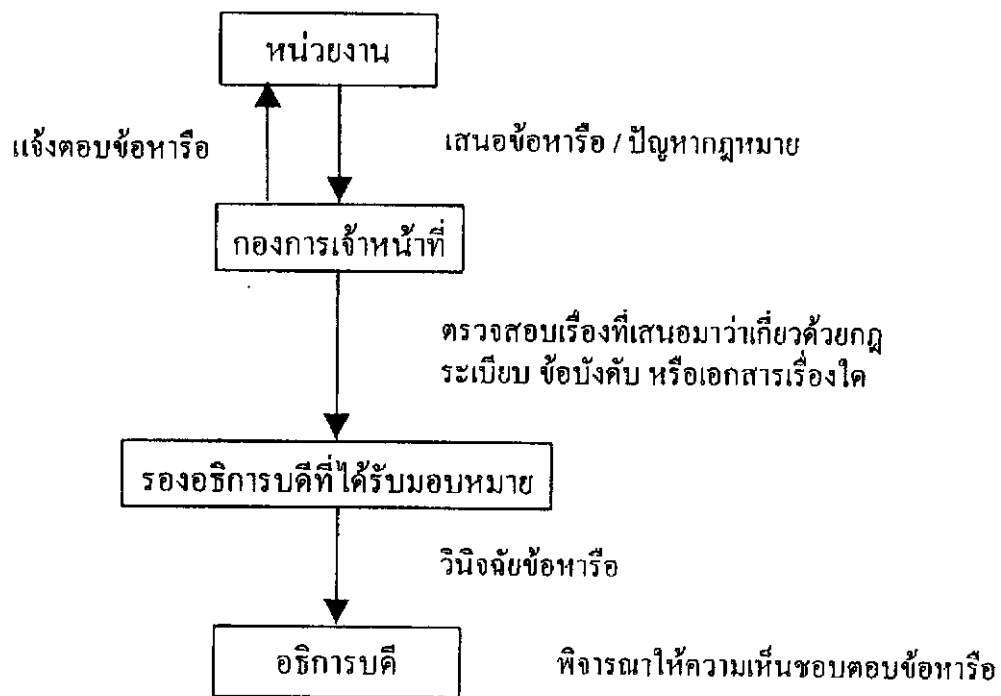 หน่วยงาน
แจ้งตอบข้อหารือ
เสนอข้อหารือ / ปัญหากฎหมาย
กองการเจ้าหน้าที่
ตรวจสอบเรื่องที่เสนอมาว่าเกี่ยวด้วยกฎ
ระเบียบ ข้อบังคับ หรือเอกสารเรื่องใด
รองอธิการบดีที่ได้รับมอบหมาย
วินิจฉัยข้อหารือ
อธิการบดี
พิจารณาให้ความเห็นชอบตอบข้อหารือ